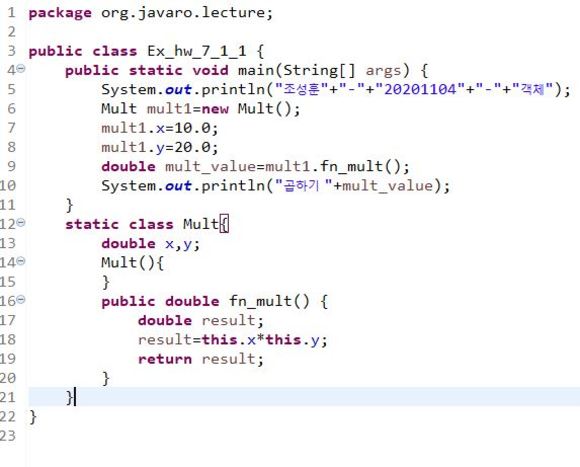 1 package org.javaro.lecture;
2
3 public class Ex_hw_7_1_1 {
4 public static void main(String[] args) {
5 System.out.println("조성훈"+"-"+"20201104"+"-"+"객체");
6 Mult mult1=new Mult();
7 mult1.x=10.0;
8 mult1.y=20.0;
9 double mult_value=mult1.fn_mult();
10 System.out.println("곱하기 "+mult_value);
11 }
12 static class Mult{
13 double x,y;
14 Mult(){
15 }
16 public double fn_mult() {
17 double result;
18 result=this.x*this.y;
19 return result;
20 }
21 }
22 }
23